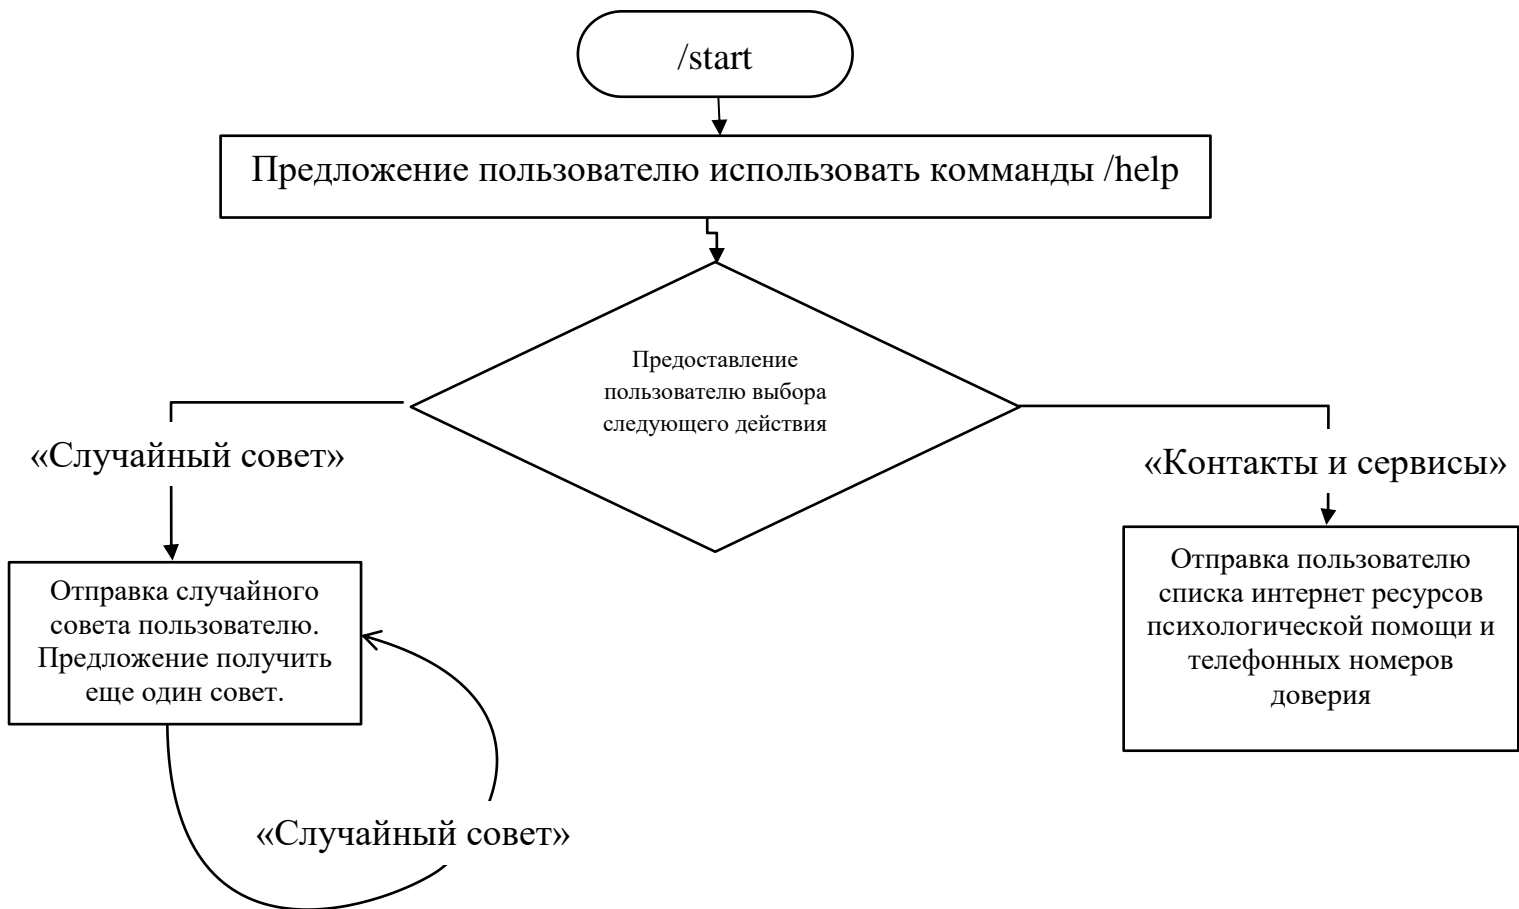 /start
Предложение пользователю использовать комманды /help
Предоставление
пользователю выбора
следующего действия
«Случайный совет»
«Контакты и сервисы»
Отправка случайного
совета пользователю.
Предложение получить
еще один совет.
Отправка пользователю
списка интернет ресурсов
психологической помощи и
телефонных номеров
доверия
«Случайный совет»